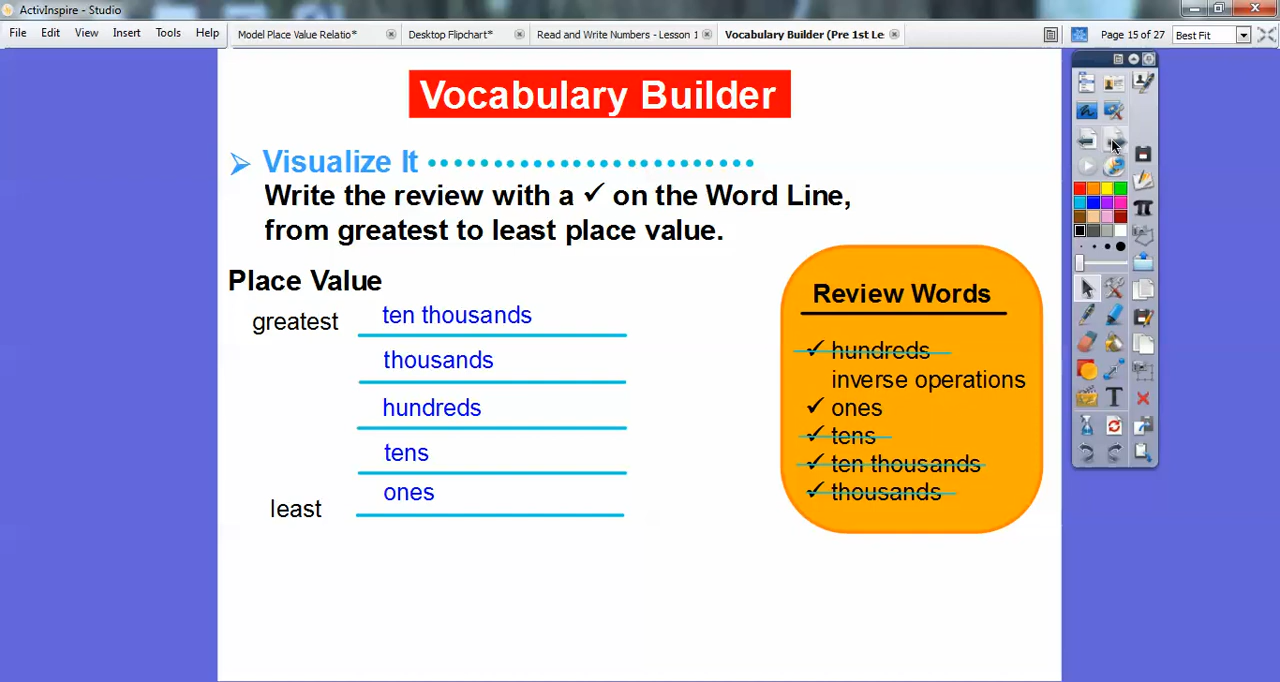 ActivInspire - Studio
File Edit View Insert Tools Help
Model Place Value Relatio* Desktop Flipchart* Read and Write Numbers - Lesson 1 Vocabulary Builder (Pre 1st Le
Page 15 of 27 Best Fit
Vocabulary Builder
Visualize It
Write the review with a ✓ on the Word Line,
from greatest to least place value.
Place Value
greatest ten thousands
thousands
hundreds
tens
least ones
Review Words
✓ hundreds
inverse operations
✓ ones
✓ tens
✓ ten thousands
✓ thousands